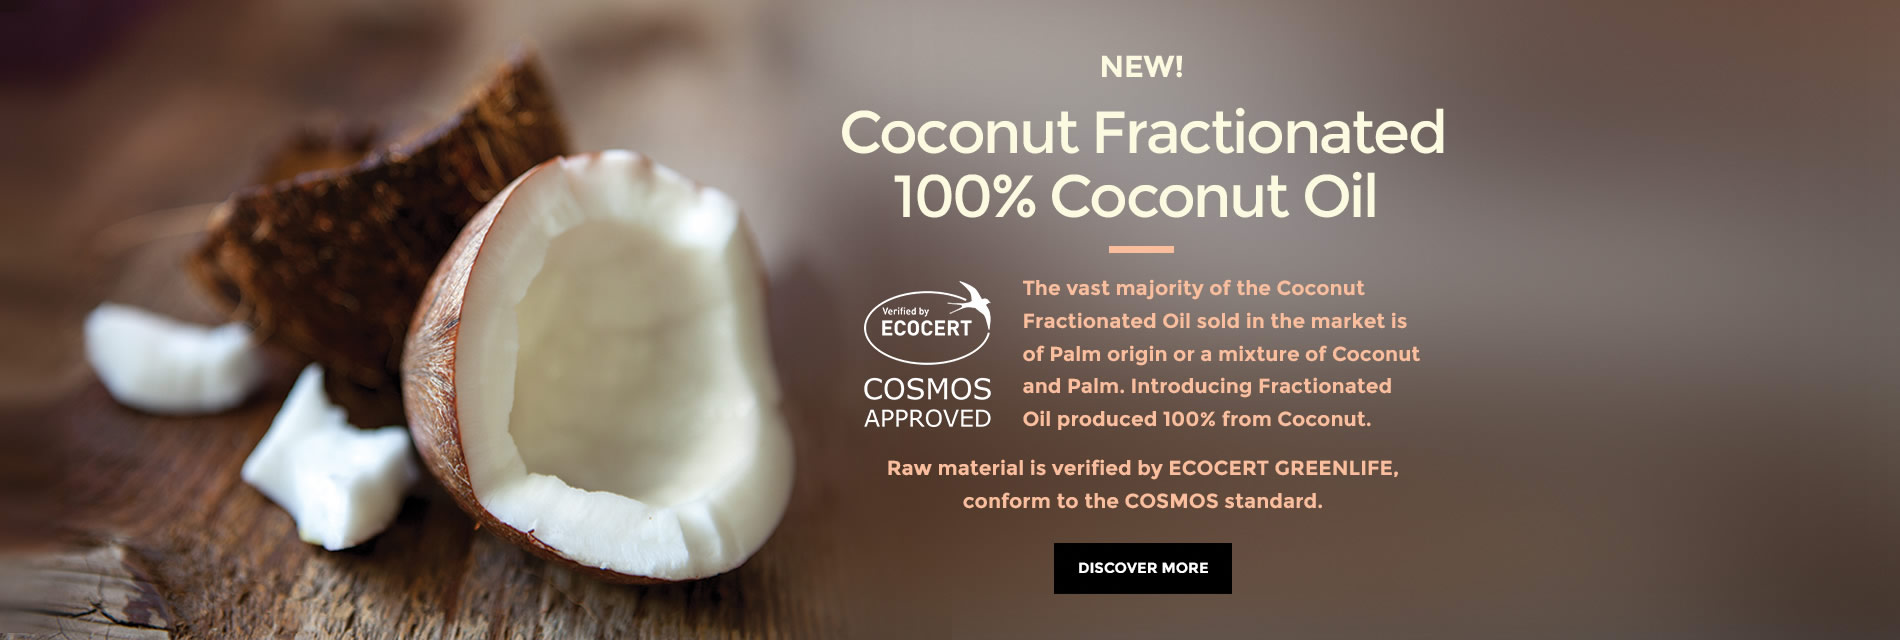 NEW!
Coconut Fractionated
100% Coconut Oil
Verified by
ECOCERT
COSMOS
APPROVED
The vast majority of the Coconut
Fractionated Oil sold in the market is
of Palm origin or a mixture of Coconut
and Palm. Introducing Fractionated
Oil produced 100% from Coconut.
Raw material is verified by ECOCERT GREENLIFE,
conform to the COSMOS standard.
DISCOVER MORE